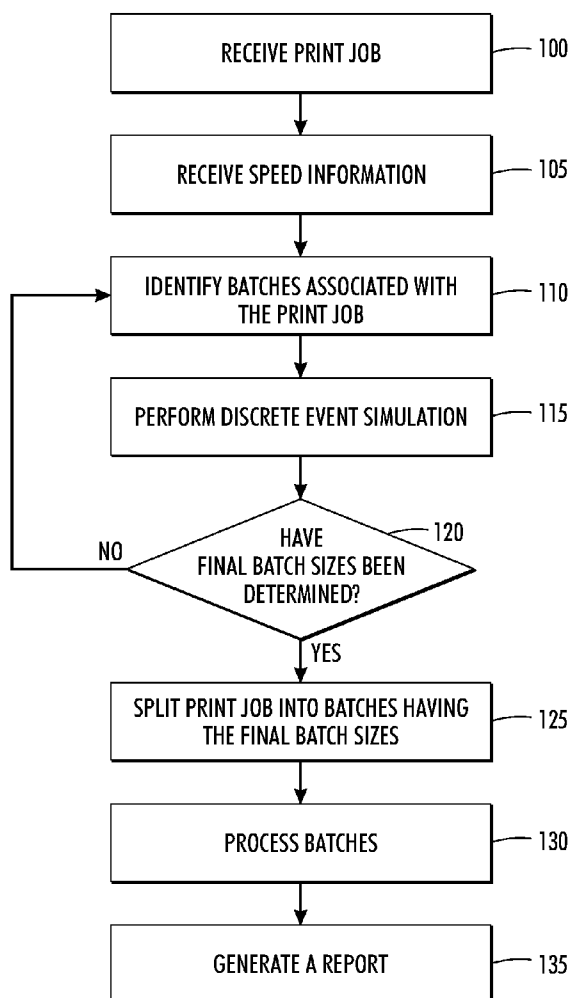 RECEIVE PRINT JOB
100
RECEIVE SPEED INFORMATION
105
IDENTIFY BATCHES ASSOCIATED WITH
THE PRINT JOB
110
PERFORM DISCRETE EVENT SIMULATION
115
HAVE
FINAL BATCH SIZES BEEN
DETERMINED?
120
NO
YES
SPLIT PRINT JOB INTO BATCHES HAVING
THE FINAL BATCH SIZES
125
PROCESS BATCHES
130
GENERATE A REPORT
135